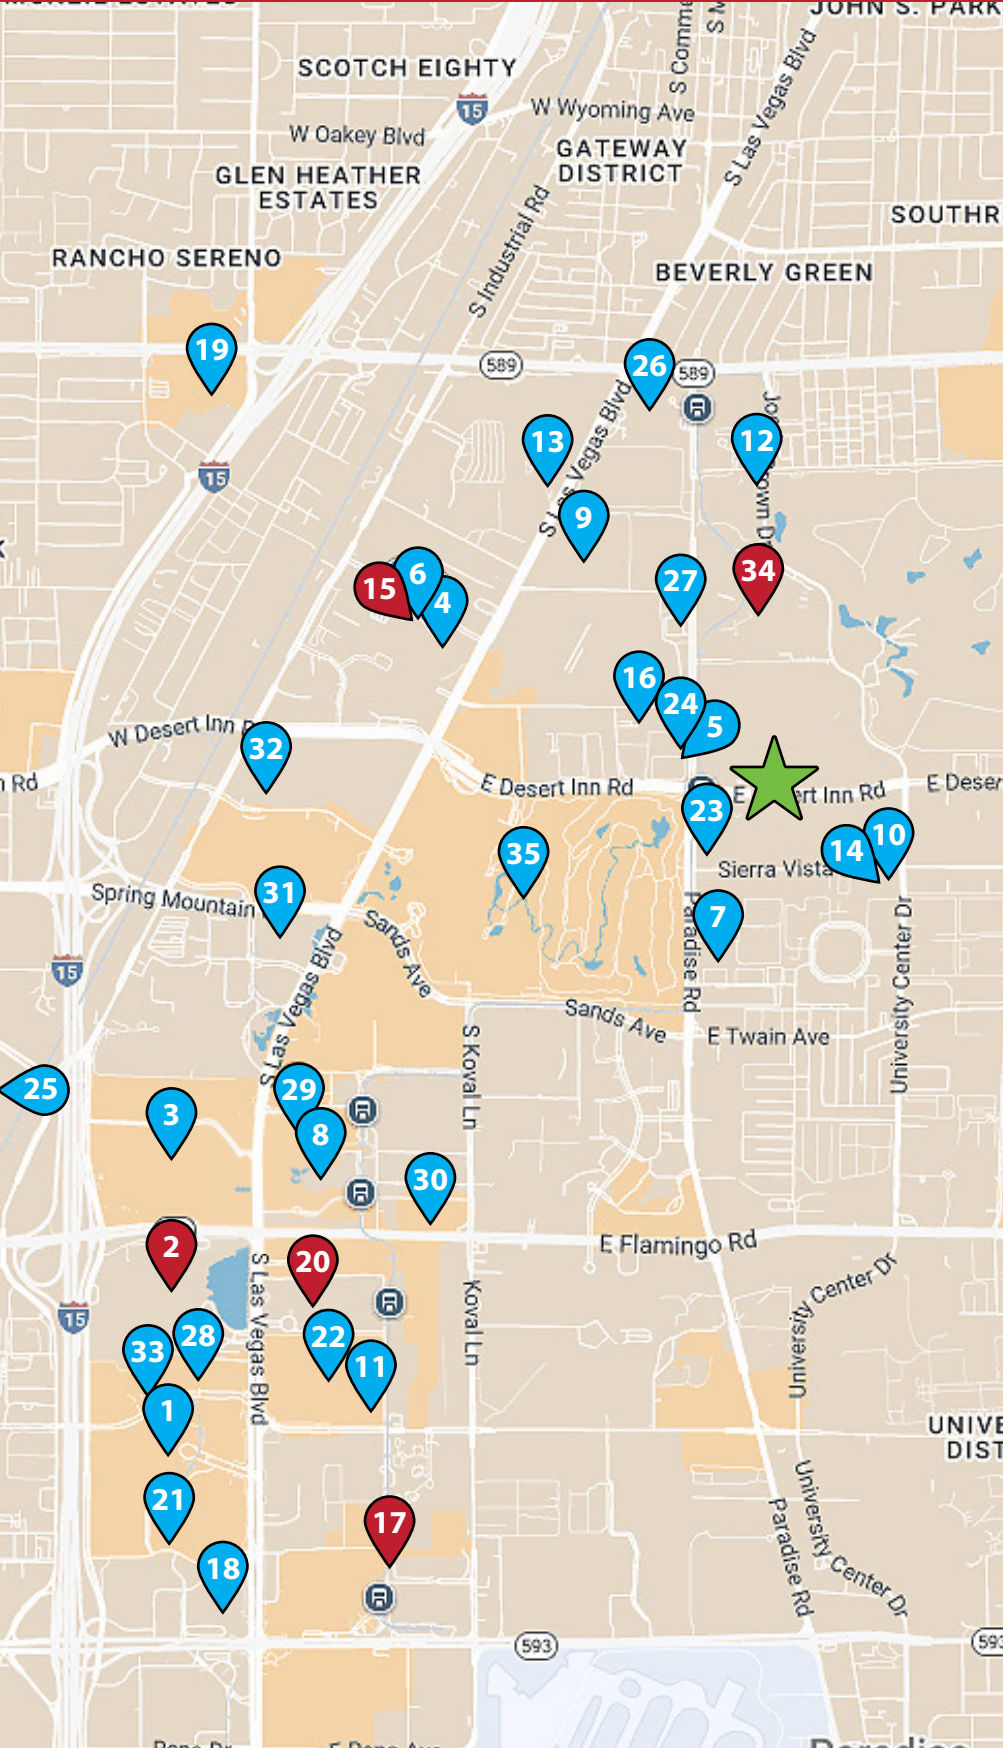 JOHN S. PARK
S Comme
S M
SCOTCH EIGHTY
S Las Vegas Blvd
15
W Wyoming Ave
W Oakey Blvd
GATEWAY
DISTRICT
GLEN HEATHER
ESTATES
SOUTHR
S Industrial Rd
RANCHO SERENO
BEVERLY GREEN
19
589
26
589
13
S Las Vegas Blvd
12
15
9
15
6
4
27
34
16
24
5
W Desert Inn R
32
n Rd
E Desert Inn Rd
E
ert Inn Rd
E Deser
23
35
14
10
Sierra Vista
31
Spring Mountain
7
Sands Ave
Paradise Rd
University Center Dr
15
S Las Vegas Blvd
Sands Ave
E Twain Ave
S Koval Ln
25
29
3
8
30
2
E Flamingo Rd
20
S Las Vegas Blvd
Koval Ln
University Center Dr
15
28
22
33
11
1
UNIVE
DIST
21
17
University Center Dr
Paradise Rd
18
593
593
Paradise